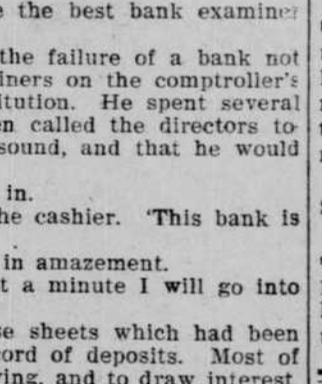 e the best bank examiner
the failure of a bank not
iners on the comptroller's
itution. He spent several
en called the directors to-
sound, and that he would
in.
he cashier. 'This bank is
in amazement.
t a minute I will go into
se sheets which had been
ord of deposits. Most of
ving, and to draw interest